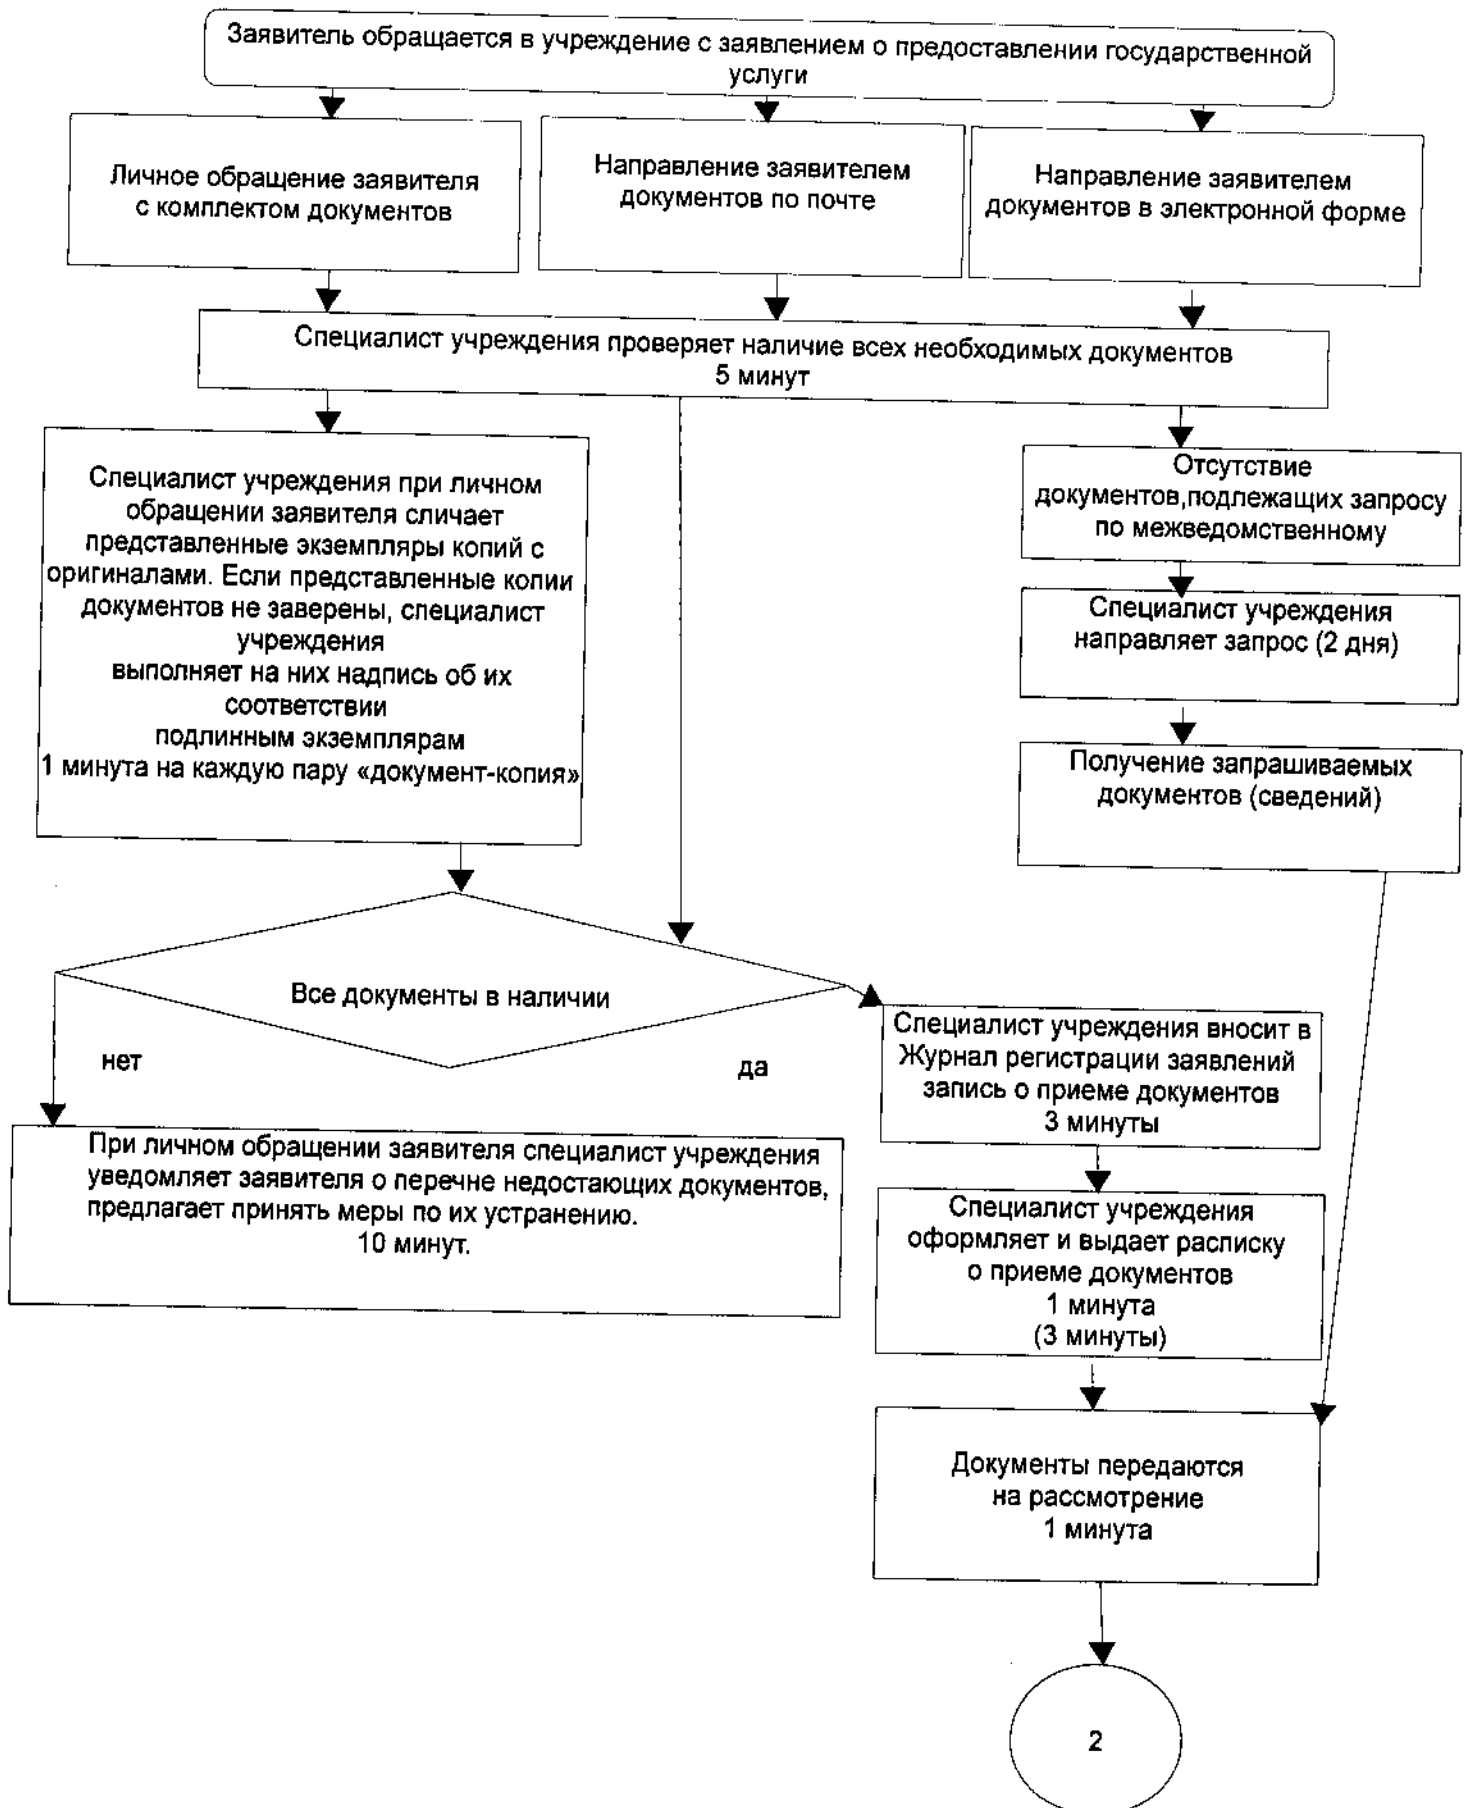 Заявитель обращается в учреждение с заявлением о предоставлении государственной
услуги
Личное обращение заявителя
с комплектом документов
Направление заявителем
документов по почте
Направление заявителем
документов в электронной форме
Специалист учреждения проверяет наличие всех необходимых документов
5 минут
Специалист учреждения при личном
обращении заявителя сличает
представленные экземпляры копий с
оригиналами. Если представленные копии
документов не заверены, специалист
учреждения
выполняет на них надпись об их
соответствии
подлинным экземплярам
1 минута на каждую пару «документ-копия»
Отсутствие
документов,подлежащих запросу
по межведомственному
Специалист учреждения
направляет запрос (2 дня)
Получение запрашиваемых
документов (сведений)
Все документы в наличии
нет
да
При личном обращении заявителя специалист учреждения
уведомляет заявителя о перечне недостающих документов,
предлагает принять меры по их устранению.
10 минут.
Специалист учреждения вносит в
Журнал регистрации заявлений
запись о приеме документов
3 минуты
Специалист учреждения
оформляет и выдает расписку
о приеме документов
1 минута
(3 минуты)
Документы передаются
на рассмотрение
1 минута
2